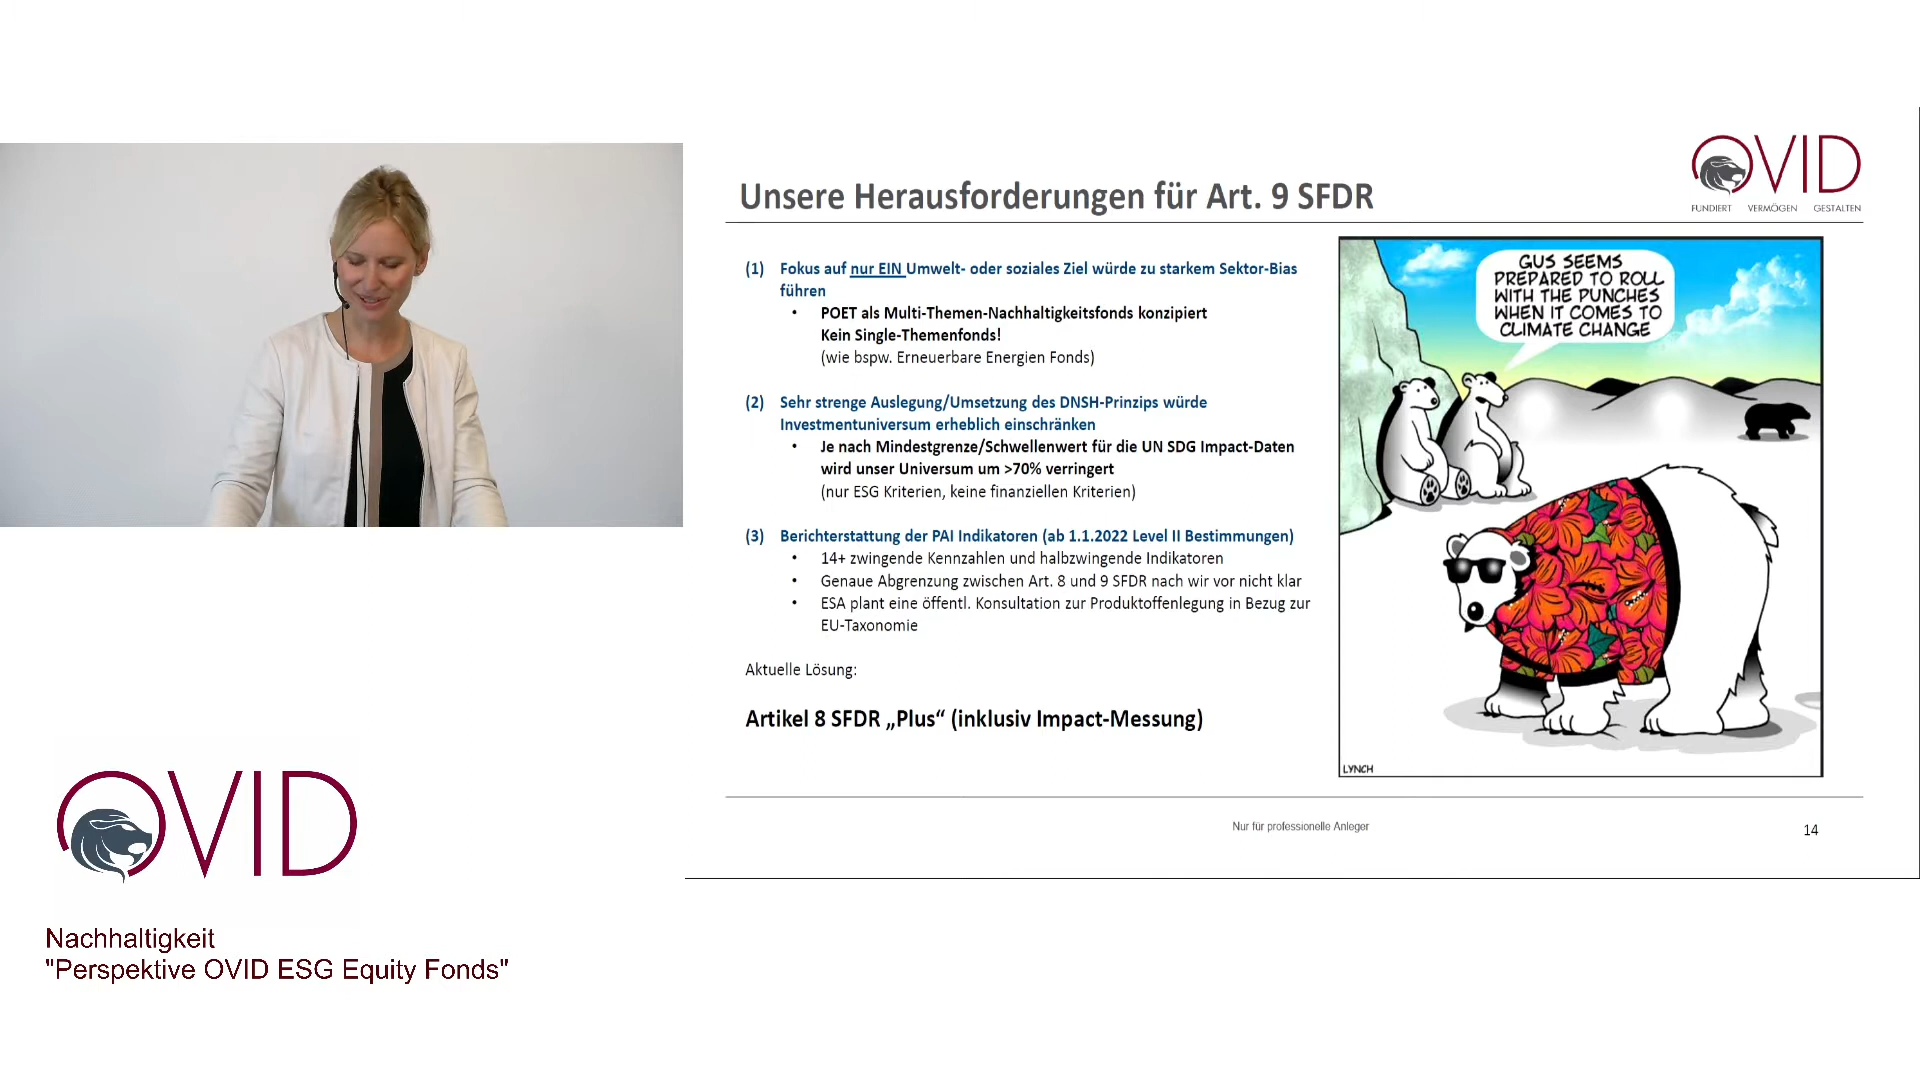 OVID
FUNDIERT VERMÖGEN GESTALTEN
Unsere Herausforderungen für Art. 9 SFDR
(1) Fokus auf nur EIN Umwelt- oder soziales Ziel würde zu starkem Sektor-Bias
führen
• POET als Multi-Themen-Nachhaltigkeitsfonds konzipiert
Kein Single-Themenfonds!
(wie bspw. Erneuerbare Energien Fonds)
(2) Sehr strenge Auslegung/Umsetzung des DNSH-Prinzips würde
Investmentuniversum erheblich einschränken
• Je nach Mindestgrenze/Schwellenwert für die UN SDG Impact-Daten
wird unser Universum um >70% verringert
(nur ESG Kriterien, keine finanziellen Kriterien)
(3) Berichterstattung der PAI Indikatoren (ab 1.1.2022 Level II Bestimmungen)
• 14+ zwingende Kennzahlen und halbzwingende Indikatoren
• Genaue Abgrenzung zwischen Art. 8 und 9 SFDR nach wir vor nicht klar
• ESA plant eine öffentl. Konsultation zur Produktoffenlegung in Bezug zur
EU-Taxonomie
Aktuelle Lösung:
Artikel 8 SFDR „Plus“ (inklusiv Impact-Messung)
GUS SEEMS
PREPARED TO ROLL
WITH THE PUNCHES
WHEN IT COMES TO
CLIMATE CHANGE
LYNCH
Nur für professionelle Anleger
14
OVID
Nachhaltigkeit
"Perspektive OVID ESG Equity Fonds"